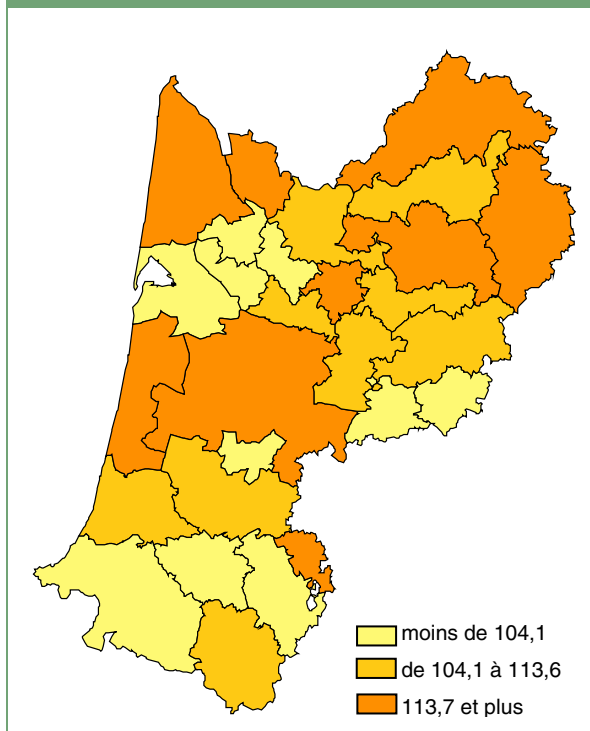 moins de 104,1
de 104,1 à 113,6
113,7 et plus